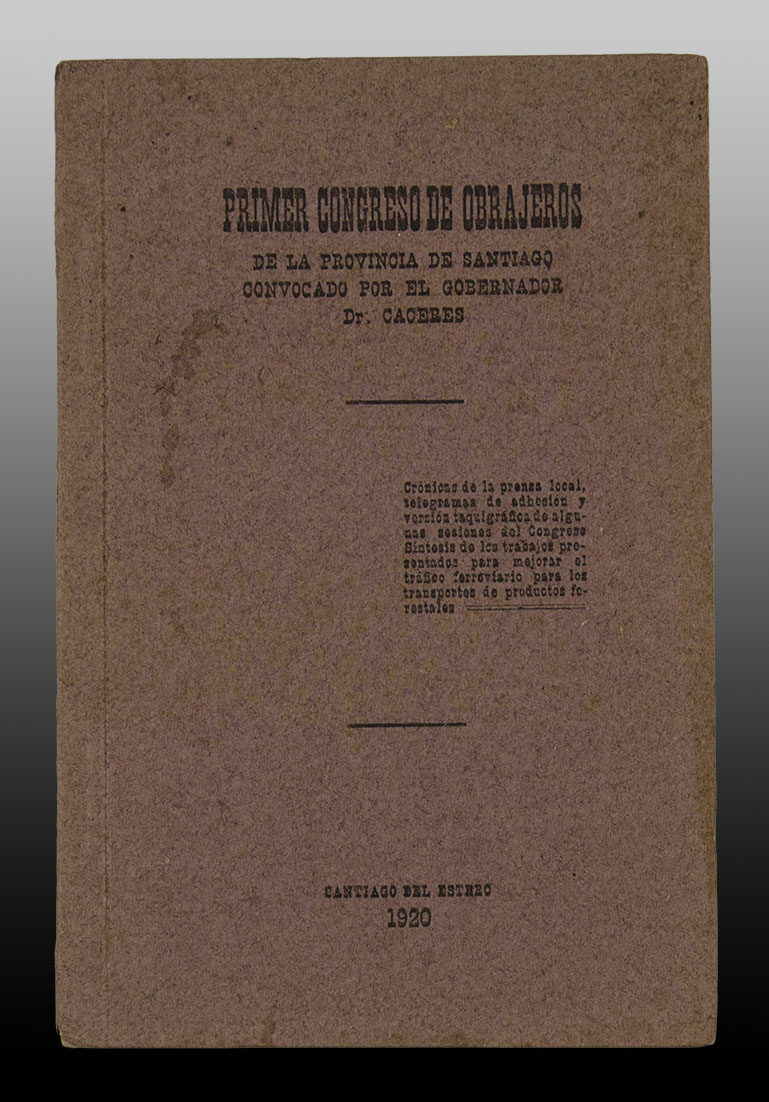 PRIMER CONGRESO DE OBRAJEROS
DE LA PROVINCIA DE SANTIAGO
CONVOCADO POR EL GOBERNADOR
Dr. CACERES
Crónicas de la prensa local,
telegramas de adhesión y
versión taquigráfica de algu-
nas sesiones del Congreso
Síntesis de los trabajos pre-
sentados para mejorar el
tráfico ferroviario para los
transportes de productos fo-
restales
SANTIAGO DEL ESTERO
1920